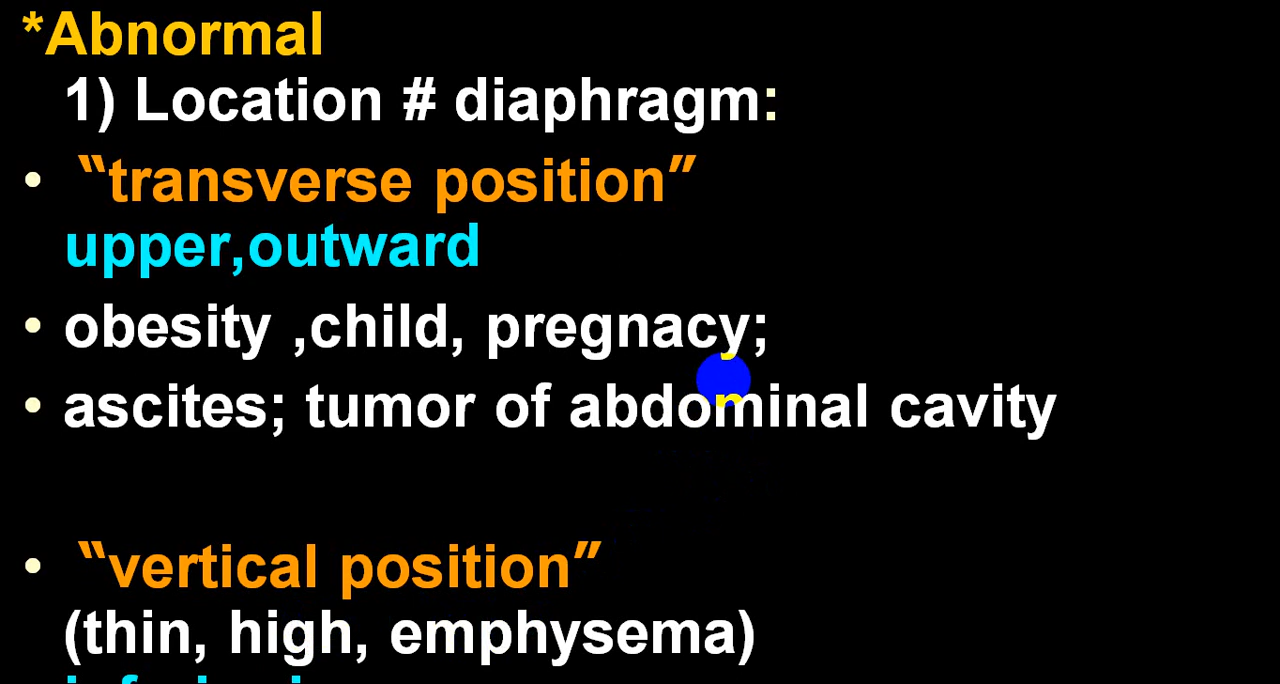 *Abnormal
1) Location # diaphragm:
• "transverse position"
upper,outward
• obesity ,child, pregnacy;
• ascites; tumor of abdominal cavity
• "vertical position"
(thin, high, emphysema)